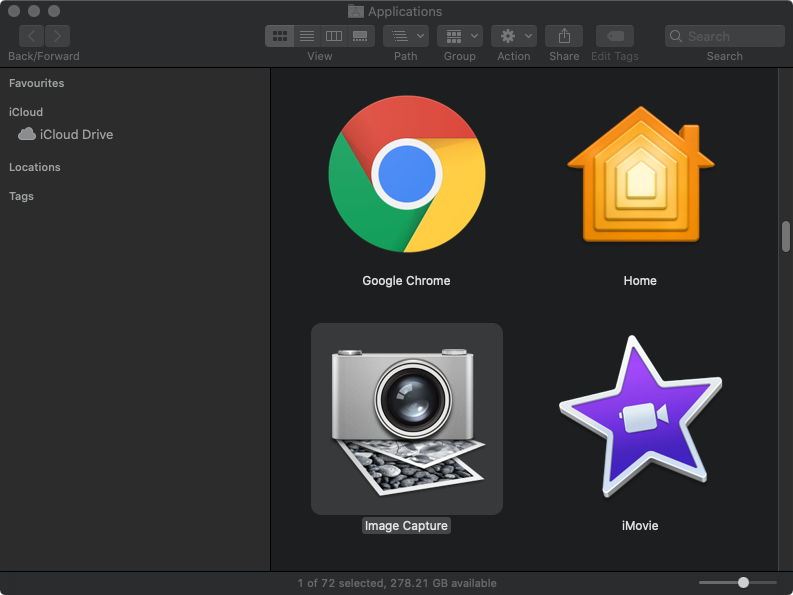 Applications
Search
Back/Forward
View
Path
Group
Action
Share
Edit Tags
Search
Favourites
iCloud
iCloud Drive
Locations
Tags
Google Chrome
Home
Image Capture
iMovie
1 of 72 selected, 278.21 GB available